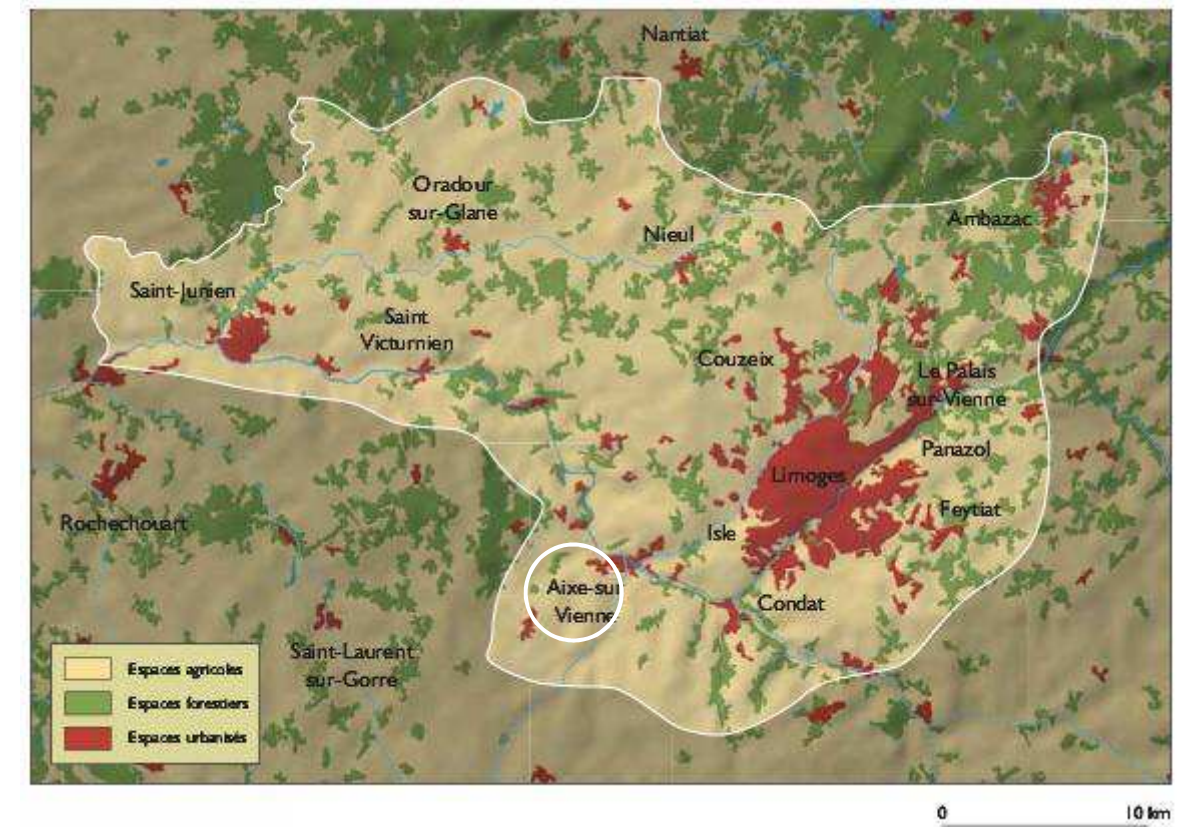 Nantiat
Oradour
sur-Glane
Ambazac
Nieul
Saint-Junien
Saint
Victurnien
Couzeix
Le Palais
sur-Vienne
Panazol
Limoges
Feytiat
Rochechouart
Isle
Aixe-sur
Vienne
Condat
Saint-Laurent
sur-Gorre
Espaces agricoles
Espaces forestiers
Espaces urbanisés
0 10 km